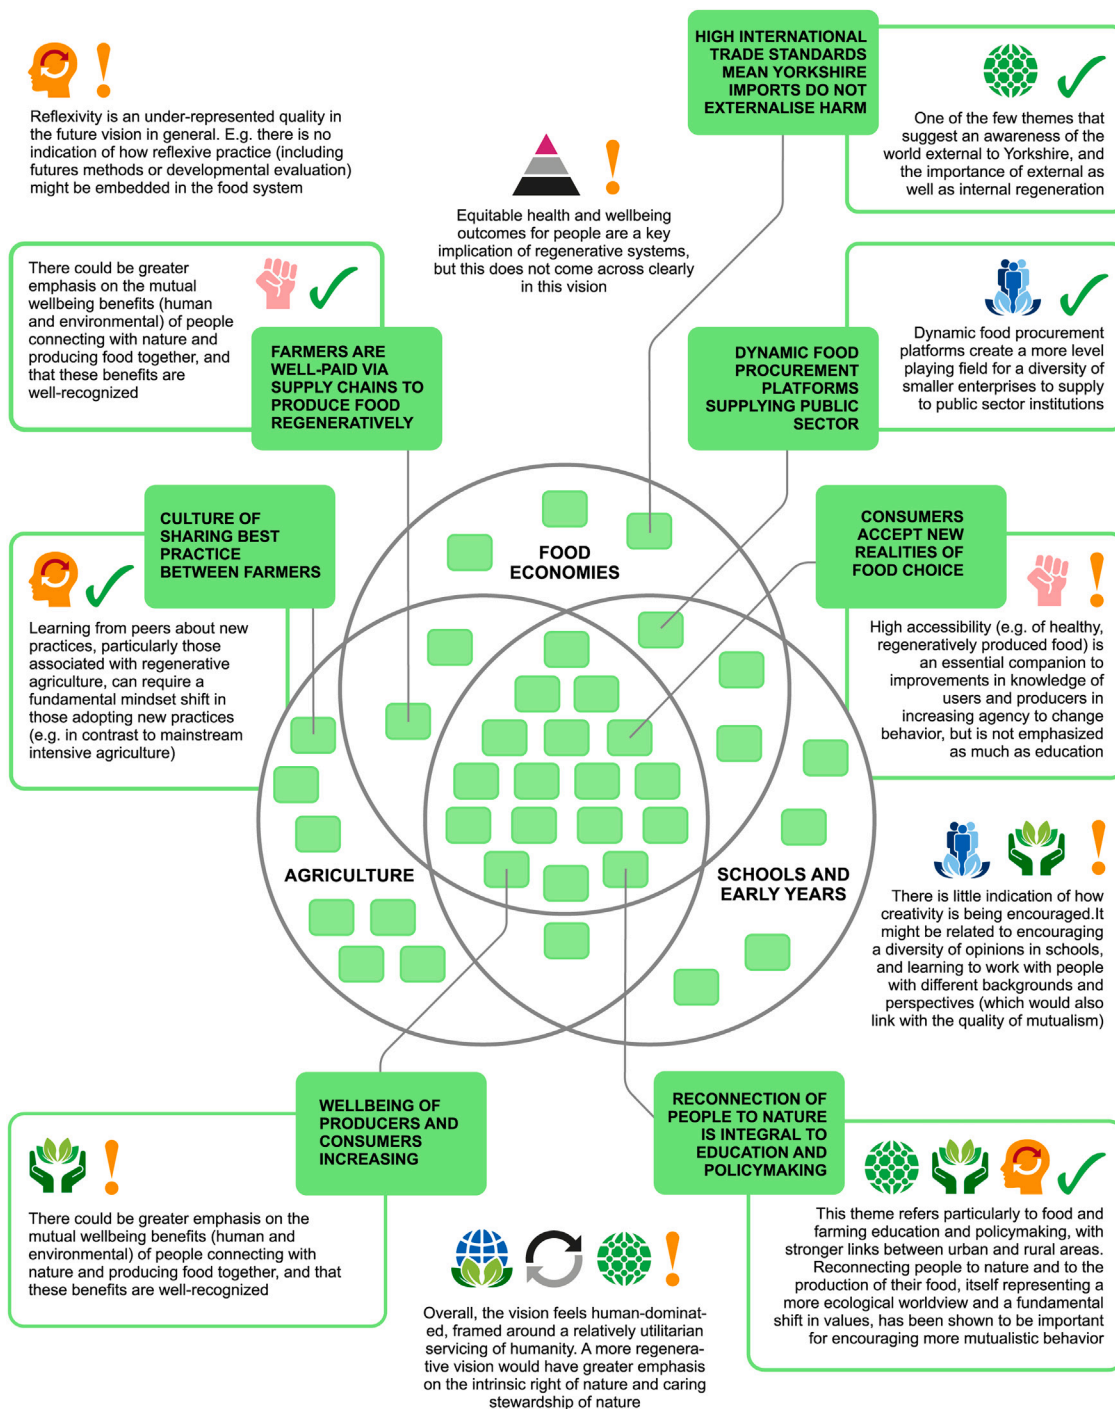 HIGH INTERNATIONAL
TRADE STANDARDS
MEAN YORKSHIRE
IMPORTS DO NOT
EXTERNALISE HARM
One of the few themes that
suggest an awareness of the
world external to Yorkshire, and
the importance of external as
well as internal regeneration
Reflexivity is an under-represented quality in
the future vision in general. E.g. there is no
indication of how reflexive practice (including
futures methods or developmental evaluation)
might be embedded in the food system
Equitable health and wellbeing
outcomes for people are a key
implication of regenerative systems,
but this does not come across clearly
in this vision
There could be greater
emphasis on the mutual
wellbeing benefits (human
and environmental) of people
connecting with nature and
producing food together, and
that these benefits are
well-recognized
FARMERS ARE
WELL-PAID VIA
SUPPLY CHAINS TO
PRODUCE FOOD
REGENERATIVELY
DYNAMIC FOOD
PROCUREMENT
PLATFORMS
SUPPLYING PUBLIC
SECTOR
Dynamic food procurement
platforms create a more level
playing field for a diversity of
smaller enterprises to supply
to public sector institutions
CULTURE OF
SHARING BEST
PRACTICE
BETWEEN FARMERS
Learning from peers about new
practices, particularly those
associated with regenerative
agriculture, can require a
fundamental mindset shift in
those adopting new practices
(e.g. in contrast to mainstream
intensive agriculture)
CONSUMERS
ACCEPT NEW
REALITIES OF
FOOD CHOICE
High accessibility (e.g. of healthy,
regeneratively produced food) is
an essential companion to
improvements in knowledge of
users and producers in
increasing agency to change
behavior, but is not emphasized
as much as education
FOOD
ECONOMIES
AGRICULTURE
SCHOOLS AND
EARLY YEARS
There is little indication of how
creativity is being encouraged.It
might be related to encouraging
a diversity of opinions in schools,
and learning to work with people
with different backgrounds and
perspectives (which would also
link with the quality of mutualism)
WELLBEING OF
PRODUCERS AND
CONSUMERS
INCREASING
There could be greater emphasis on the
mutual wellbeing benefits (human and
environmental) of people connecting with
nature and producing food together, and that
these benefits are well-recognized
RECONNECTION OF
PEOPLE TO NATURE
IS INTEGRAL TO
EDUCATION AND
POLICYMAKING
This theme refers particularly to food and
farming education and policymaking, with
stronger links between urban and rural areas.
Reconnecting people to nature and to the
production of their food, itself representing a
more ecological worldview and a fundamental
shift in values, has been shown to be important
for encouraging more mutualistic behavior
Overall, the vision feels human-dominat-
ed, framed around a relatively utilitarian
servicing of humanity. A more regenera-
tive vision would have greater emphasis
on the intrinsic right of nature and caring
stewardship of nature